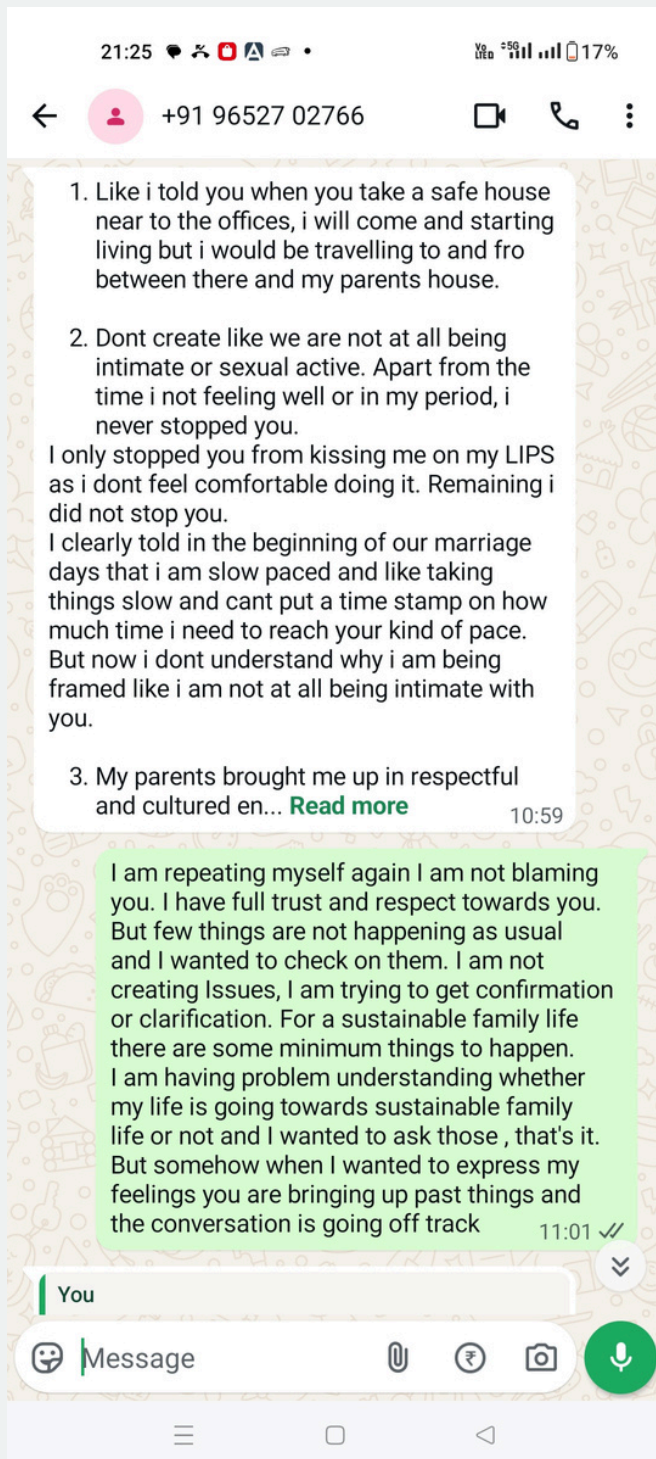 21:25
Vo LTED 5G 17%
+91 96527 02766
1. Like i told you when you take a safe house
near to the offices, i will come and starting
living but i would be travelling to and fro
between there and my parents house.
2. Dont create like we are not at all being
intimate or sexual active. Apart from the
time i not feeling well or in my period, i
never stopped you.
I only stopped you from kissing me on my LIPS
as i dont feel comfortable doing it. Remaining i
did not stop you.
I clearly told in the beginning of our marriage
days that i am slow paced and like taking
things slow and cant put a time stamp on how
much time i need to reach your kind of pace.
But now i dont understand why i am being
framed like i am not at all being intimate with
you.
3. My parents brought me up in respectful
and cultured en... Read more
10:59
I am repeating myself again I am not blaming
you. I have full trust and respect towards you.
But few things are not happening as usual
and I wanted to check on them. I am not
creating Issues, I am trying to get confirmation
or clarification. For a sustainable family life
there are some minimum things to happen.
I am having problem understanding whether
my life is going towards sustainable family
life or not and I wanted to ask those , that's it.
But somehow when I wanted to express my
feelings you are bringing up past things and
the conversation is going off track
11:01
You
Message